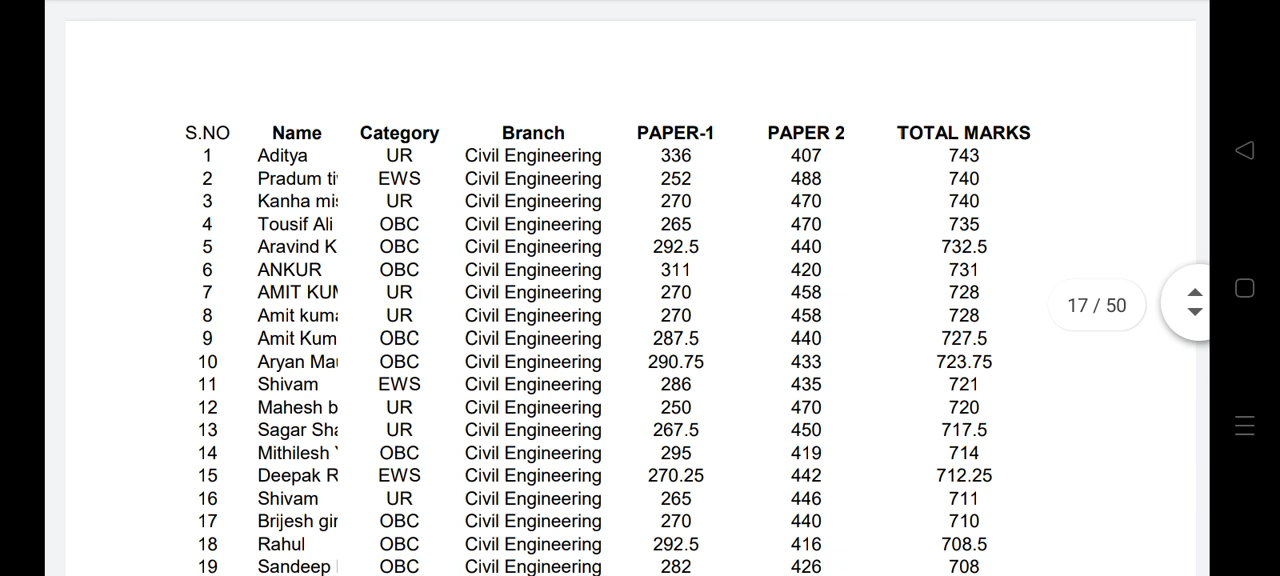 S.NO Name Category Branch PAPER-1 PAPER 2 TOTAL MARKS
1 Aditya UR Civil Engineering 336 407 743
2 Pradum EWS Civil Engineering 252 488 740
3 Kanha UR Civil Engineering 270 470 740
4 Tousif Ali OBC Civil Engineering 265 470 735
5 Aravind K OBC Civil Engineering 292.5 440 732.5
6 ANKUR OBC Civil Engineering 311 420 731
7 AMIT UR Civil Engineering 270 458 728
8 Amit UR Civil Engineering 270 458 728
9 Amit Kum OBC Civil Engineering 287.5 440 727.5
10 Aryan OBC Civil Engineering 290.75 433 723.75
11 Shivam EWS Civil Engineering 286 435 721
12 Mahesh b UR Civil Engineering 250 470 720
13 Sagar UR Civil Engineering 267.5 450 717.5
14 Mithilesh OBC Civil Engineering 295 419 714
15 Deepak R EWS Civil Engineering 270.25 442 712.25
16 Shivam UR Civil Engineering 265 446 711
17 Brijesh OBC Civil Engineering 270 440 710
18 Rahul OBC Civil Engineering 292.5 416 708.5
19 Sandeep OBC Civil Engineering 282 426 708
17 / 50